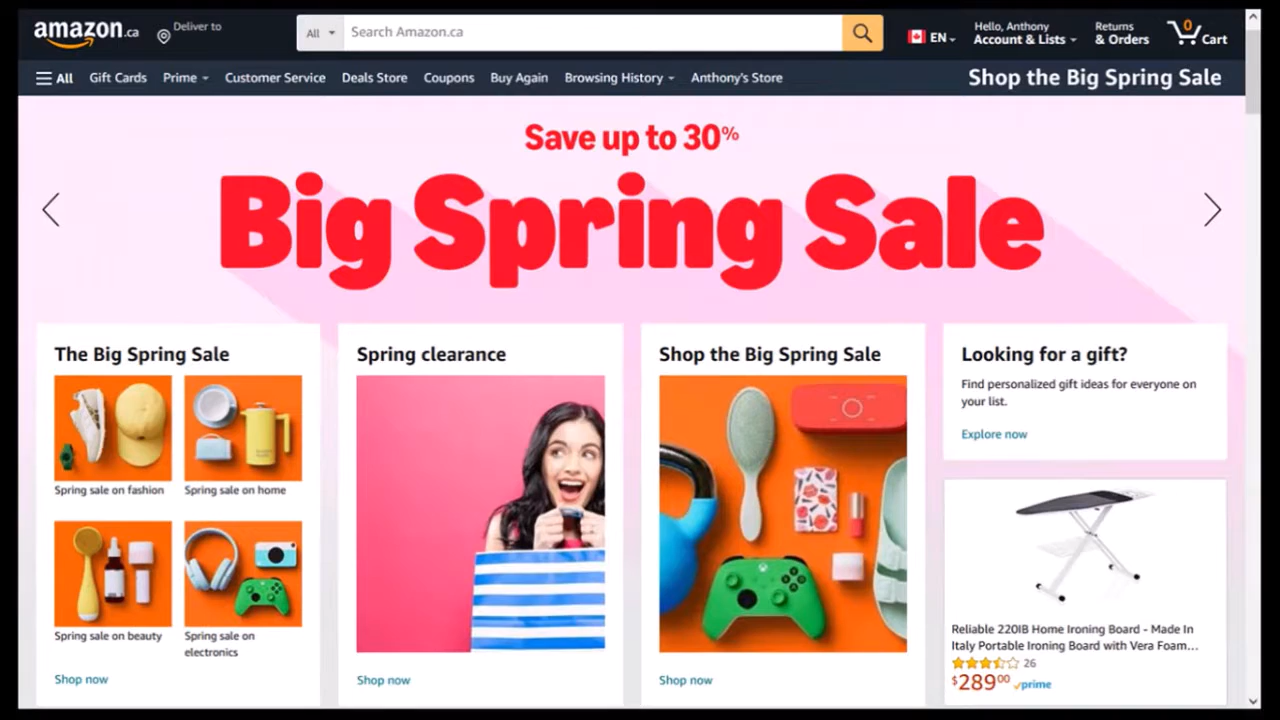 amazon.ca
Deliver to
All
Search Amazon.ca
EN
Hello, Anthony
Account & Lists
Returns
& Orders
0
Cart
All
Gift Cards
Prime
Customer Service
Deals Store
Coupons
Buy Again
Browsing History
Anthony's Store
Shop the Big Spring Sale
Save up to 30%
Big Spring Sale
The Big Spring Sale
Spring sale on fashion
Spring sale on home
Spring sale on beauty
Spring sale on
electronics
Shop now
Spring clearance
Shop now
Shop the Big Spring Sale
Shop now
Looking for a gift?
Find personalized gift ideas for everyone on
your list.
Explore now
Reliable 220IB Home Ironing Board - Made In
Italy Portable Ironing Board with Vera Foam...
26
$28900
prime